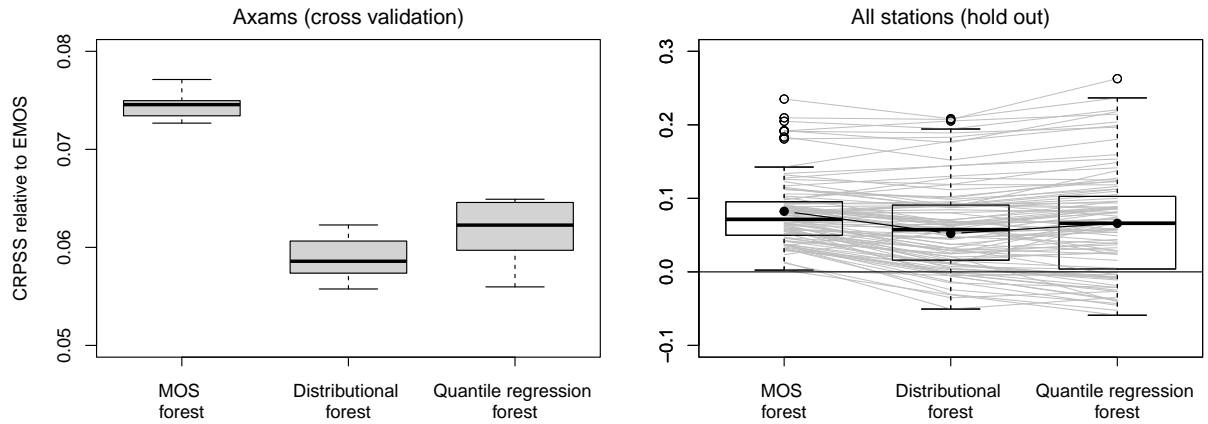 Axams (cross validation)
CRPSS relative to EMOS
0.08
0.07
0.06
0.05
MOS
forest
Distributional
forest
Quantile regression
forest
All stations (hold out)
0.3
0.2
0.1
0.0
−0.1
MOS
forest
Distributional
forest
Quantile regression
forest